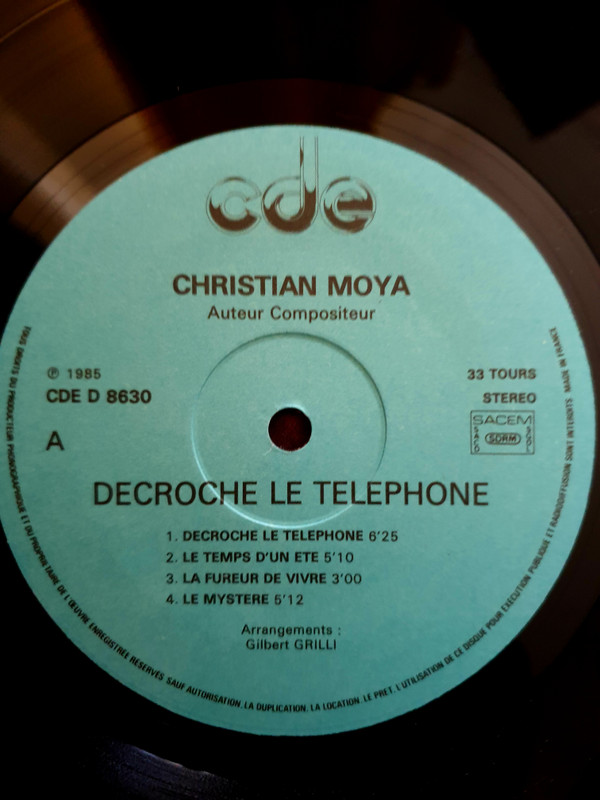 cde
CHRISTIAN MOYA
Auteur Compositeur
℗ 1985
CDE D 8630
A
33 TOURS
STEREO
SACEM
SACD
SDRM
SGDL
DECROCHE LE TELEPHONE
1. DECROCHE LE TELEPHONE 6'25
2. LE TEMPS D'UN ETE 5'10
3. LA FUREUR DE VIVRE 3'00
4. LE MYSTERE 5'12
Arrangements :
Gilbert GRILLI
TOUS DROITS DU PRODUCTEUR PHONOGRAPHIQUE ET DU PROPRIETAIRE DE L'ŒUVRE ENREGISTREE RESERVES SAUF AUTORISATION. LA DUPLICATION. LA LOCATION. LE PRET. L'UTILISATION DE CE DISQUE POUR EXECUTION PUBLIQUE ET RADIODIFFUSION SONT INTERDITS MADE IN FRANCE